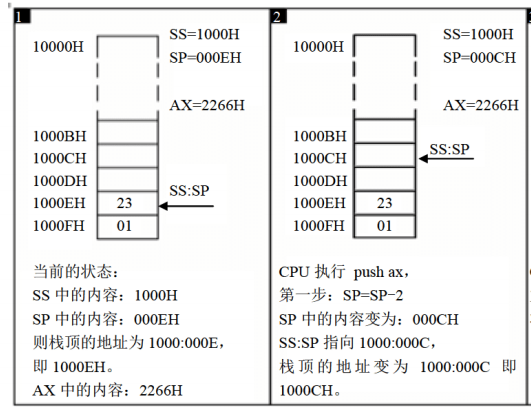 1
10000H
SS=1000H
SP=000EH
AX=2266H
1000BH
1000CH
1000DH
SS:SP
1000EH 23
1000FH 01
当前的状态：
SS 中的内容：1000H
SP 中的内容：000EH
则栈顶的地址为 1000:000E，
即 1000EH。
AX 中的内容：2266H
2
10000H
SS=1000H
SP=000CH
AX=2266H
1000BH
SS:SP
1000CH
1000DH
1000EH 23
1000FH 01
CPU 执行 push ax，
第一步：SP=SP−2
SP 中的内容变为：000CH
SS:SP 指向 1000:000C，
栈顶的地址变为 1000:000C 即
1000CH。